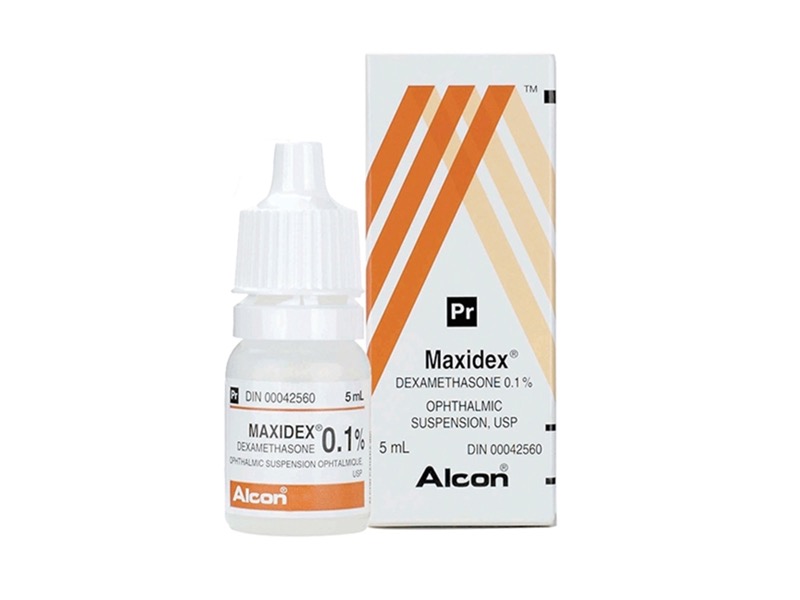 Pr DIN 00042560 5 mL
MAXIDEX® 0.1%
DEXAMETHASONE
OPHTHALMIC SUSPENSION OPHTALMIQUE,
USP
Alcon®
TM
Pr
Maxidex®
DEXAMETHASONE 0.1%
OPHTHALMIC
SUSPENSION, USP
5 mL DIN 00042560
Alcon®